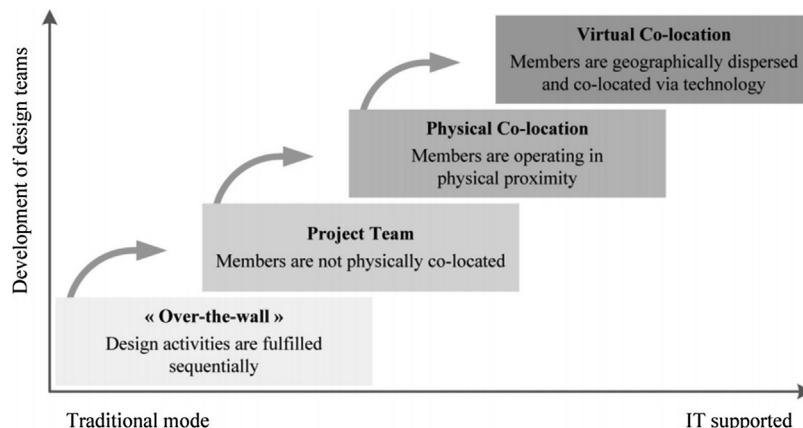 Virtual Co-location
Members are geographically dispersed
and co-located via technology
Physical Co-location
Members are operating in
physical proximity
Project Team
Members are not physically co-located
« Over-the-wall »
Design activities are fulfilled
sequentially
Development of design teams
Traditional mode
IT supported